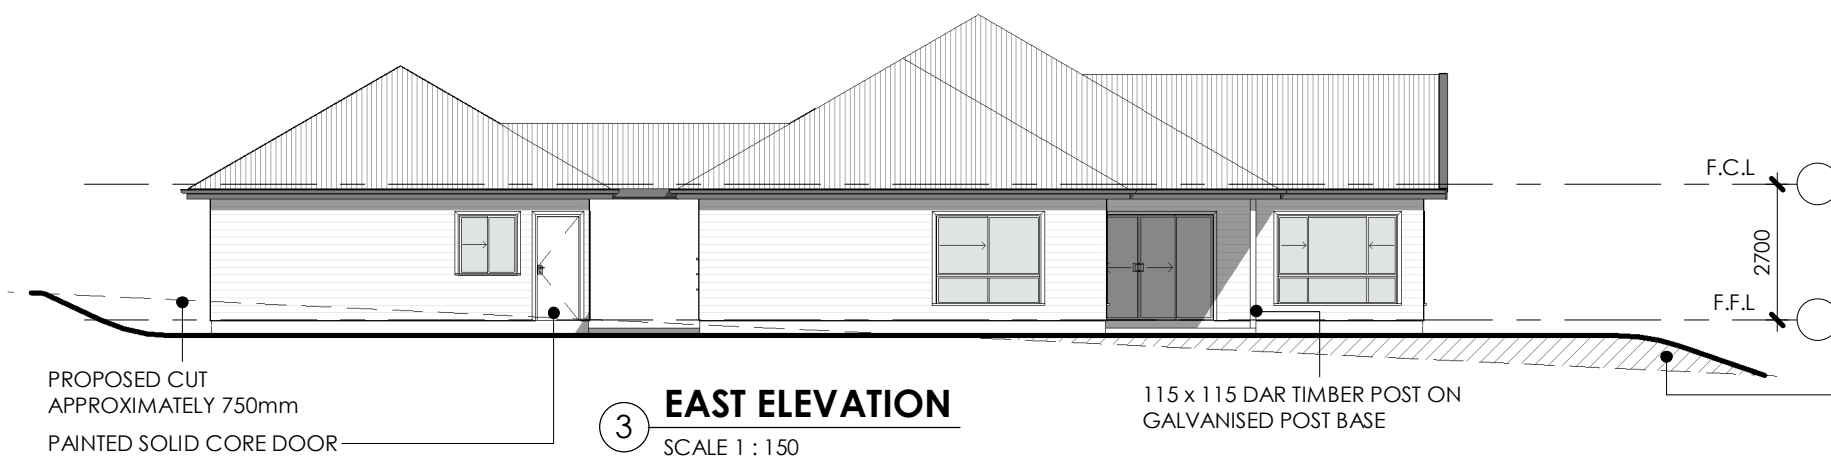 F.C.L
2700
F.F.L
PROPOSED CUT
APPROXIMATELY 750mm
PAINTED SOLID CORE DOOR
3
EAST ELEVATION
SCALE 1 : 150
115 x 115 DAR TIMBER POST ON
GALVANISED POST BASE